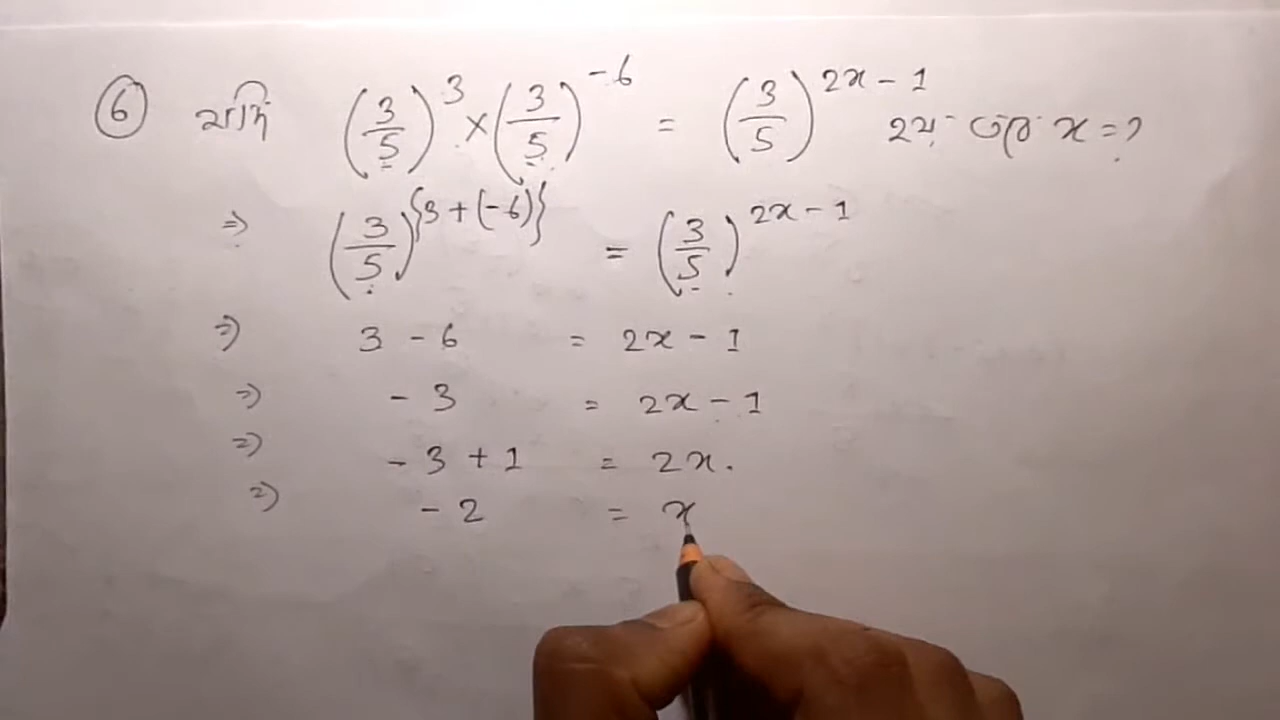 ⑥ যদি (3/5)^3 × (3/5)^-6 = (3/5)^2x-1 হয় তবে x = ?
⇒ (3/5)^{3+(-6)} = (3/5)^2x-1
⇒ 3 - 6 = 2x - 1
⇒ - 3 = 2x - 1
⇒ - 3 + 1 = 2x.
⇒ - 2 = x